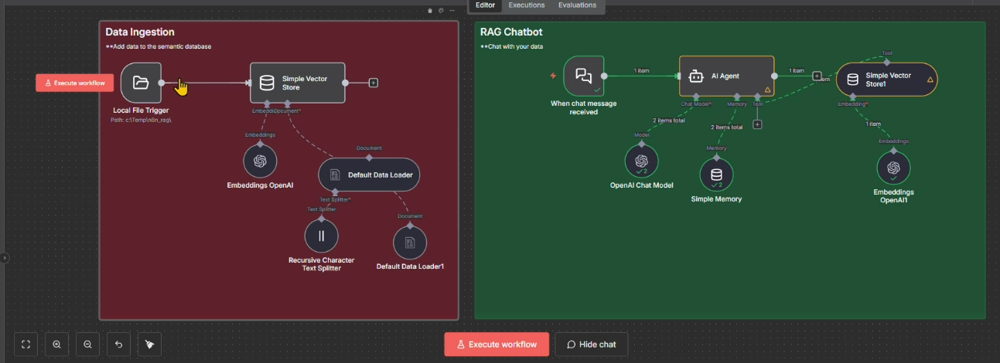 Editor
Executions
Evaluations
Data Ingestion
**Add data to the semantic database
Execute workflow
Local File Trigger
Path: c:\Temp\n8n_rag\
Simple Vector
Store
Document*
Embeddings
Embeddings OpenAI
Document
Default Data Loader
Text Splitter*
Text Splitter
Recursive Character
Text Splitter
Document
Default Data Loader1
RAG Chatbot
**Chat with your data
When chat message
received
1 item
AI Agent
1 item
Chat Model*
Memory
Tool
2 items total
2 items total
Model
2
OpenAI Chat Model
Memory
2
Simple Memory
Tool
Simple Vector
Store1
Embedding*
1 item
Embeddings
Embeddings
OpenAI1
Execute workflow
Hide chat